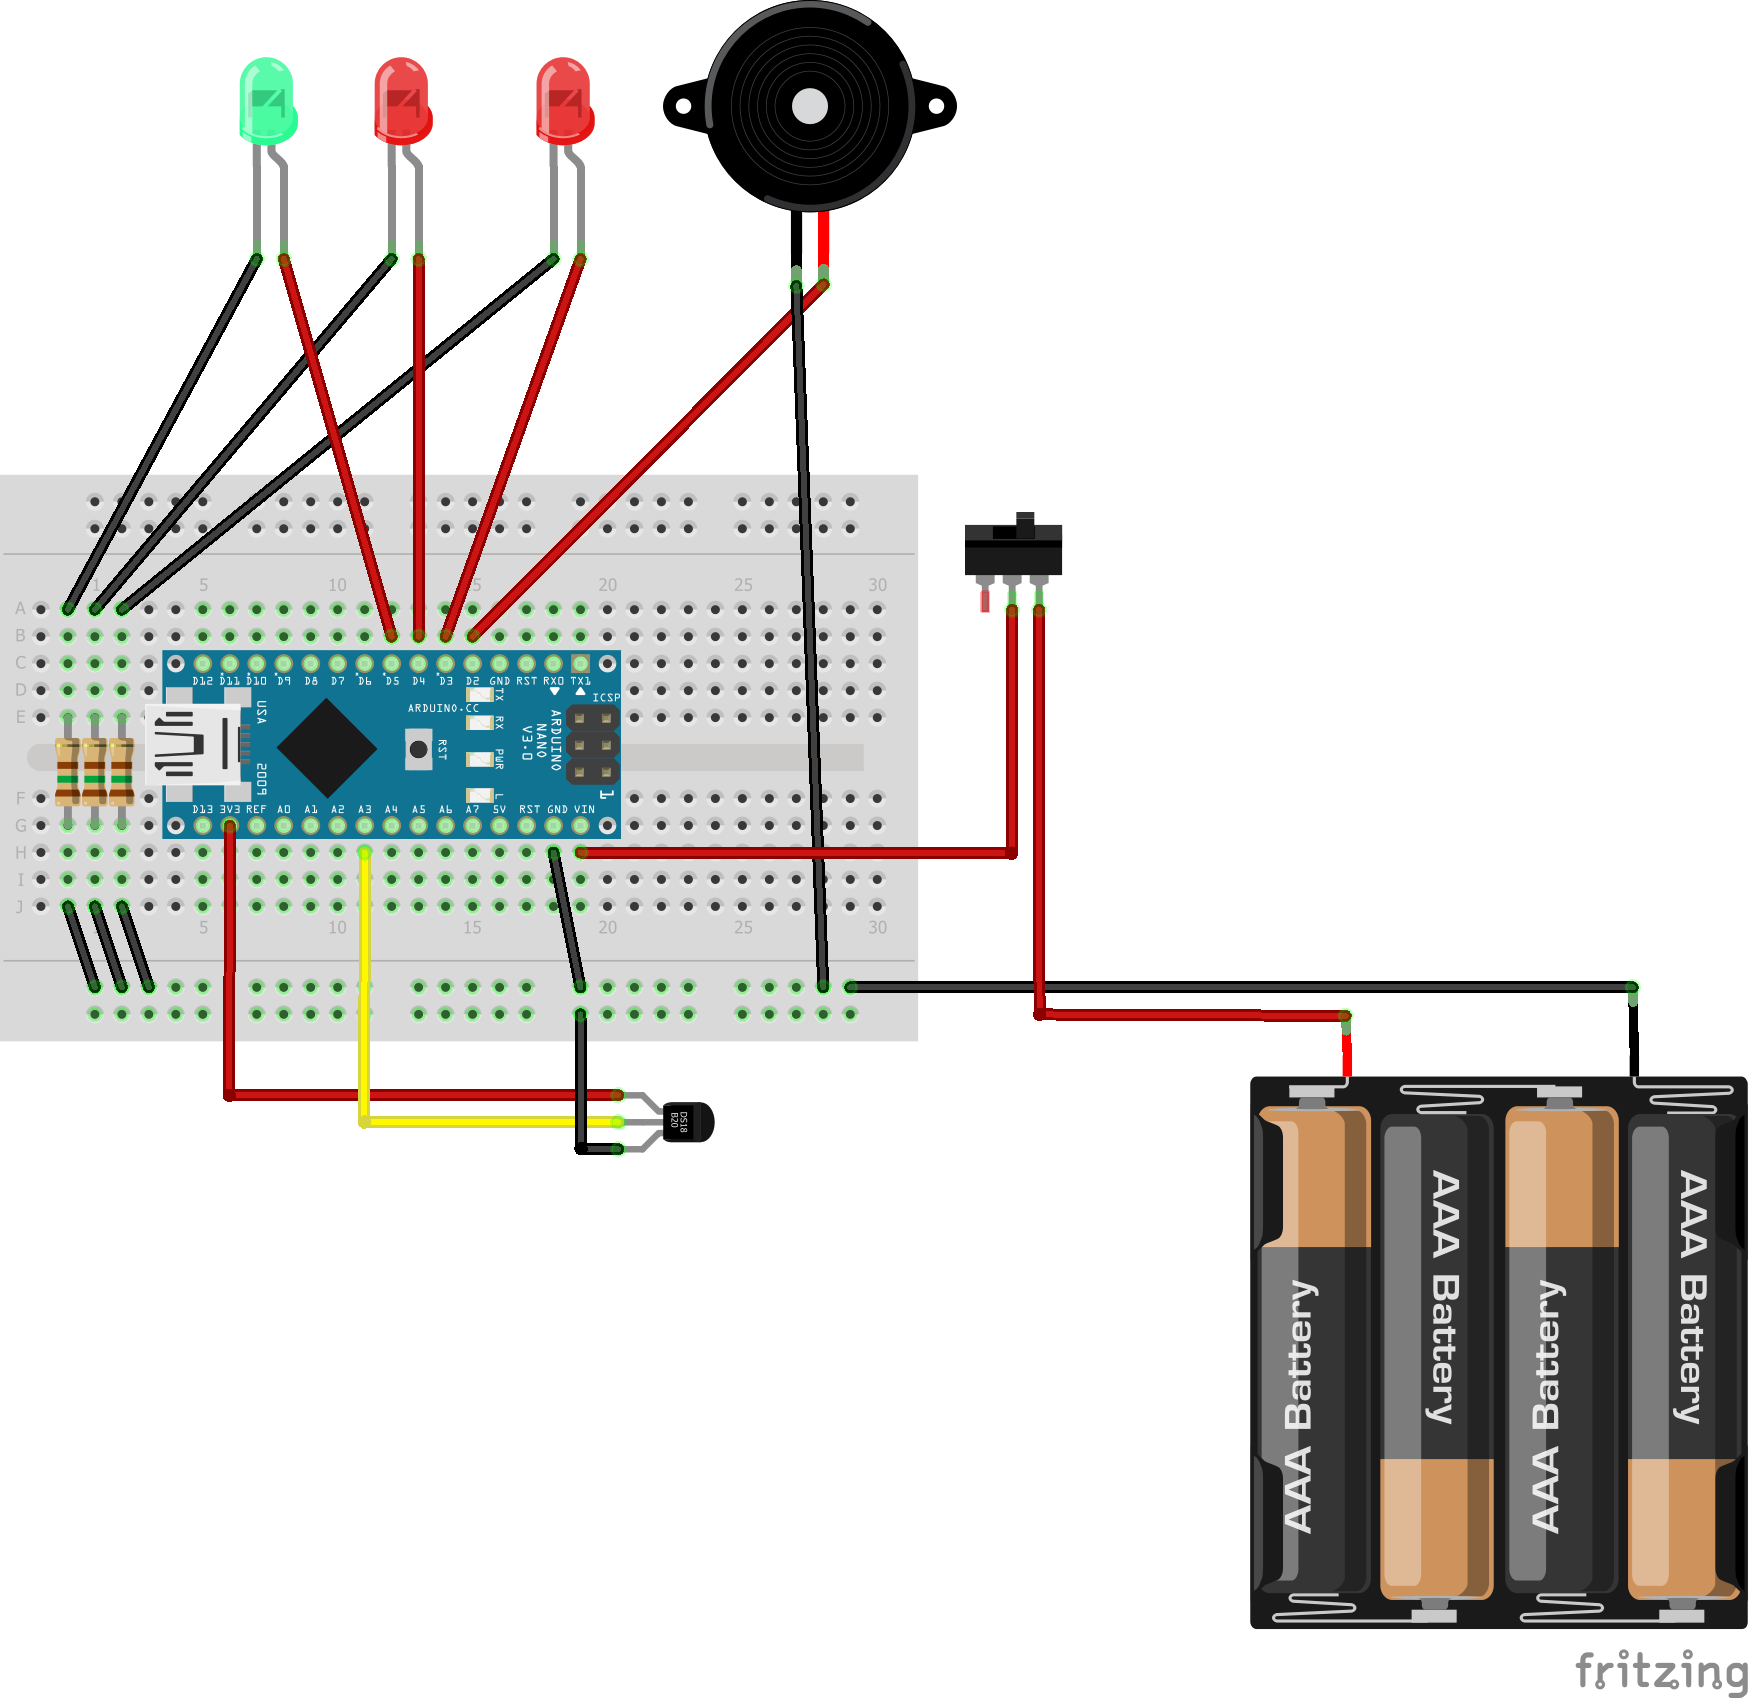 1 5 10 15 20 25 30
A
B
C
D
E
D12 D11 D10 D9 D8 D7 D6 D5 D4 D3 D2 GND RST RX0 TX1
ICSP
TX
RX
PWR
L
ARDUINO.CC
RST
ARDUINO
NANO
V3.0
USA
2009
1
D13 3V3 REF A0 A1 A2 A3 A4 A5 A6 A7 5V RST GND VIN
F
G
H
I
J
5 10 15 20 25 30
DS18
B20
AAA Battery
AAA Battery
AAA Battery
AAA Battery
fritzing